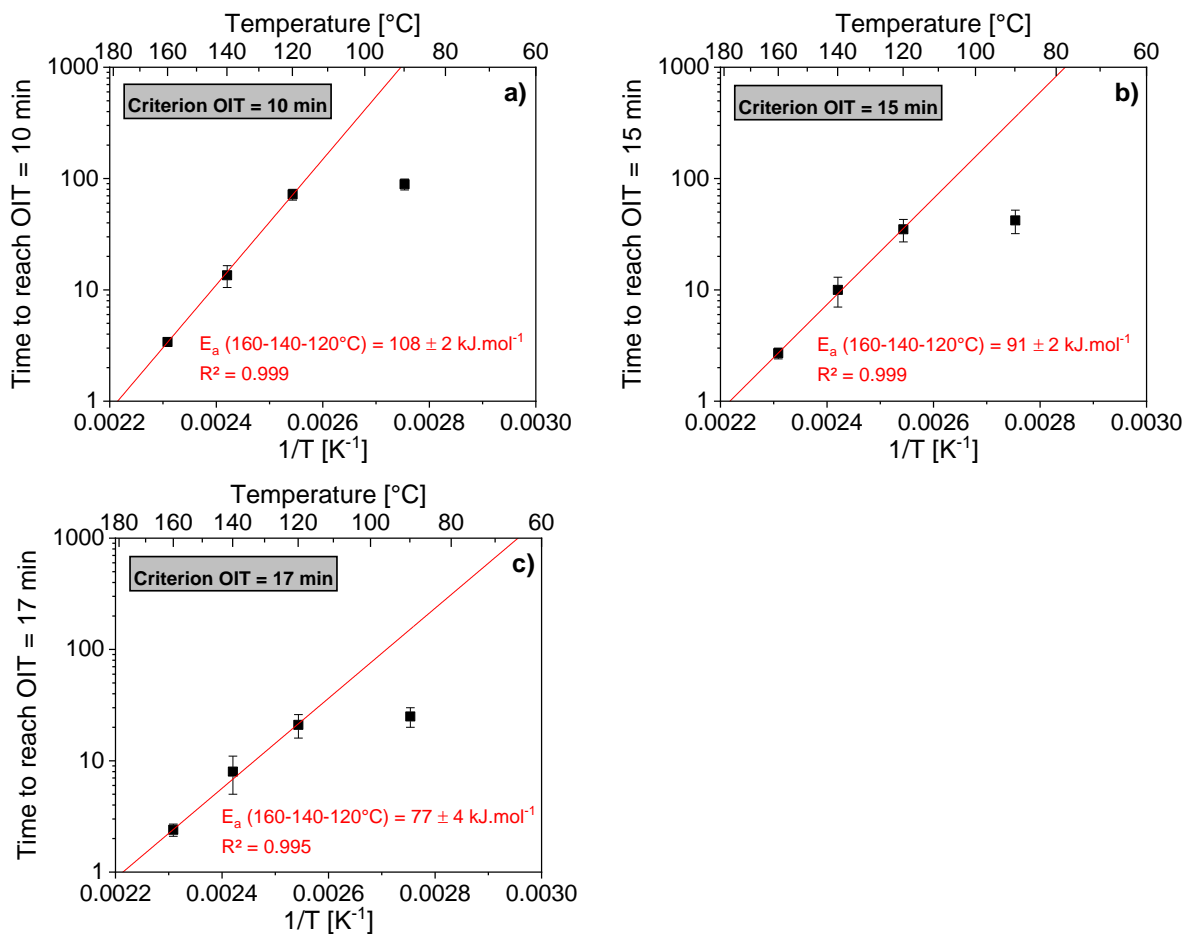 Temperature [°C]
180 160 140 120 100 80 60
1000
100
10
1
Time to reach OIT = 10 min
Criterion OIT = 10 min
a)
Eₐ (160-140-120°C) = 108 ± 2 kJ.mol⁻¹
R² = 0.999
0.0022 0.0024 0.0026 0.0028 0.0030
1/T [K⁻¹]
Temperature [°C]
180 160 140 120 100 80 60
1000
100
10
1
Time to reach OIT = 15 min
Criterion OIT = 15 min
b)
Eₐ (160-140-120°C) = 91 ± 2 kJ.mol⁻¹
R² = 0.999
0.0022 0.0024 0.0026 0.0028 0.0030
1/T [K⁻¹]
Temperature [°C]
180 160 140 120 100 80 60
1000
100
10
1
Time to reach OIT = 17 min
Criterion OIT = 17 min
c)
Eₐ (160-140-120°C) = 77 ± 4 kJ.mol⁻¹
R² = 0.995
0.0022 0.0024 0.0026 0.0028 0.0030
1/T [K⁻¹]